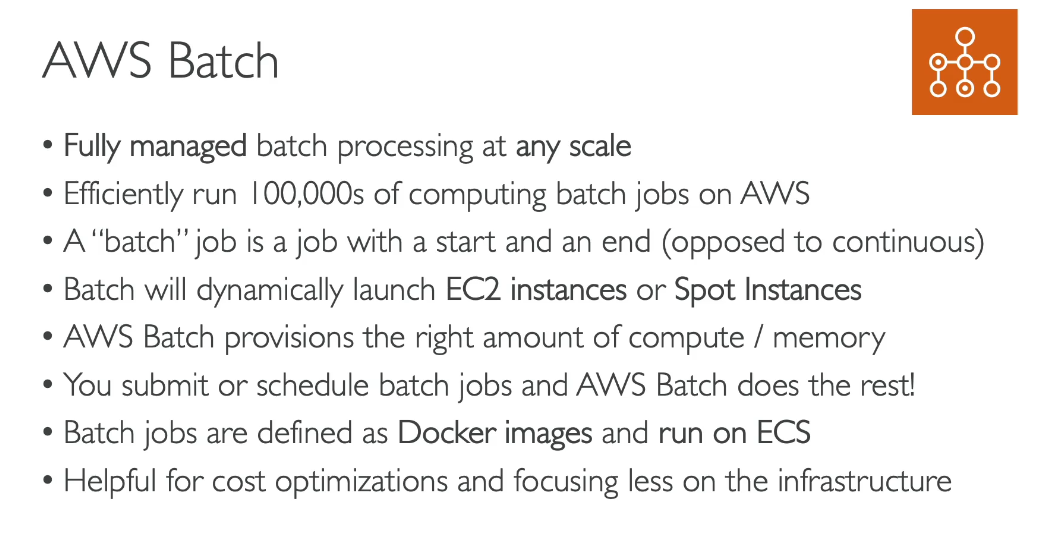 AWS Batch
• Fully managed batch processing at any scale
• Efficiently run 100,000s of computing batch jobs on AWS
• A “batch” job is a job with a start and an end (opposed to continuous)
• Batch will dynamically launch EC2 instances or Spot Instances
• AWS Batch provisions the right amount of compute / memory
• You submit or schedule batch jobs and AWS Batch does the rest!
• Batch jobs are defined as Docker images and run on ECS
• Helpful for cost optimizations and focusing less on the infrastructure